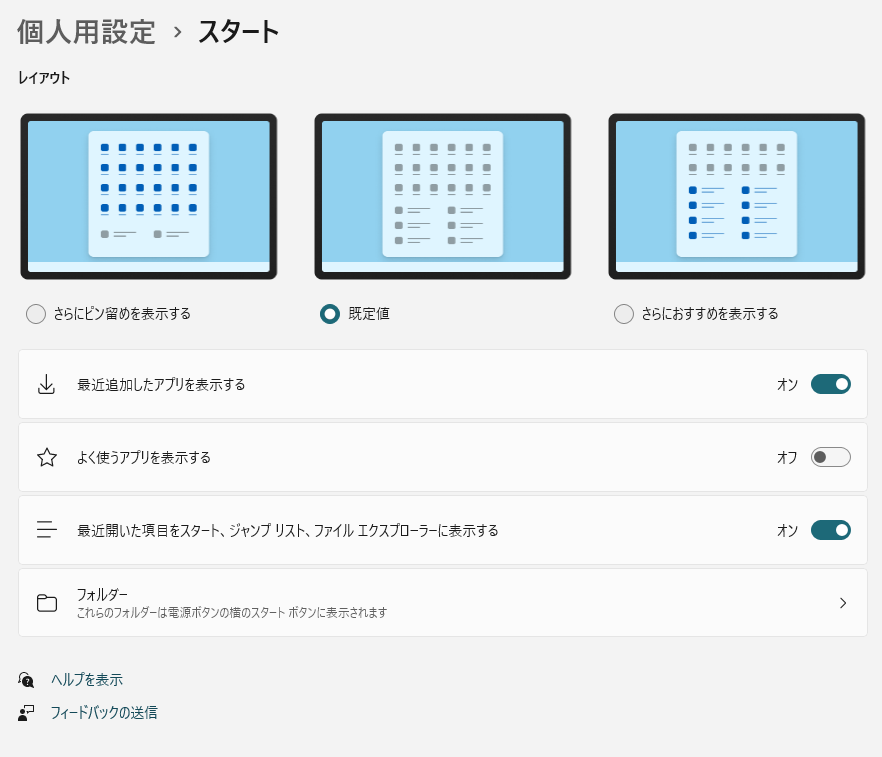 個人用設定 › スタート
レイアウト
さらにピン留めを表示する
既定値
さらにおすすめを表示する
最近追加したアプリを表示する
オン
よく使うアプリを表示する
オフ
最近開いた項目をスタート、ジャンプ リスト、ファイル エクスプローラーに表示する
オン
フォルダー
これらのフォルダーは電源ボタンの横のスタート ボタンに表示されます
ヘルプを表示
フィードバックの送信